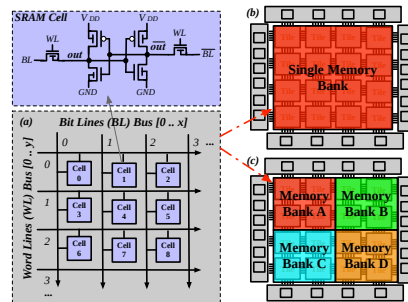 SRAM Cell
V DD
V DD
WL
WL
BL
out
out
BL
GND
GND
(a)
Bit Lines (BL) Bus [0 .. x]
Word Lines (WL) Bus [0 .. y]
0
1
2
3 ...
0
Cell 0
Cell 1
Cell 2
1
Cell 3
Cell 4
Cell 5
2
Cell 6
Cell 7
Cell 8
3
...
(b)
Single Memory
Bank
(c)
Memory
Bank A
Memory
Bank B
Memory
Bank C
Memory
Bank D